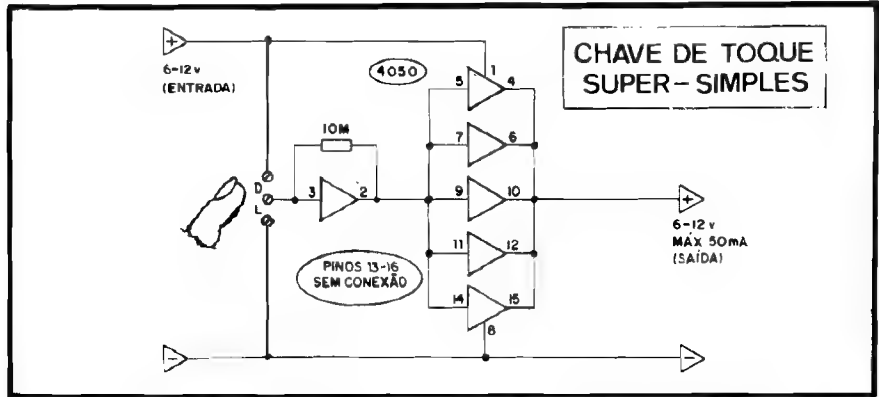 CHAVE DE TOQUE
SUPER-SIMPLES
+
6-12v
(ENTRADA)
4050
1
5
4
10M
7
6
D
3
2
9
10
L
+
6-12v
MÁX 50mA
(SAÍDA)
11
12
PINOS 13-16
SEM CONEXÃO
14
15
8
-
-